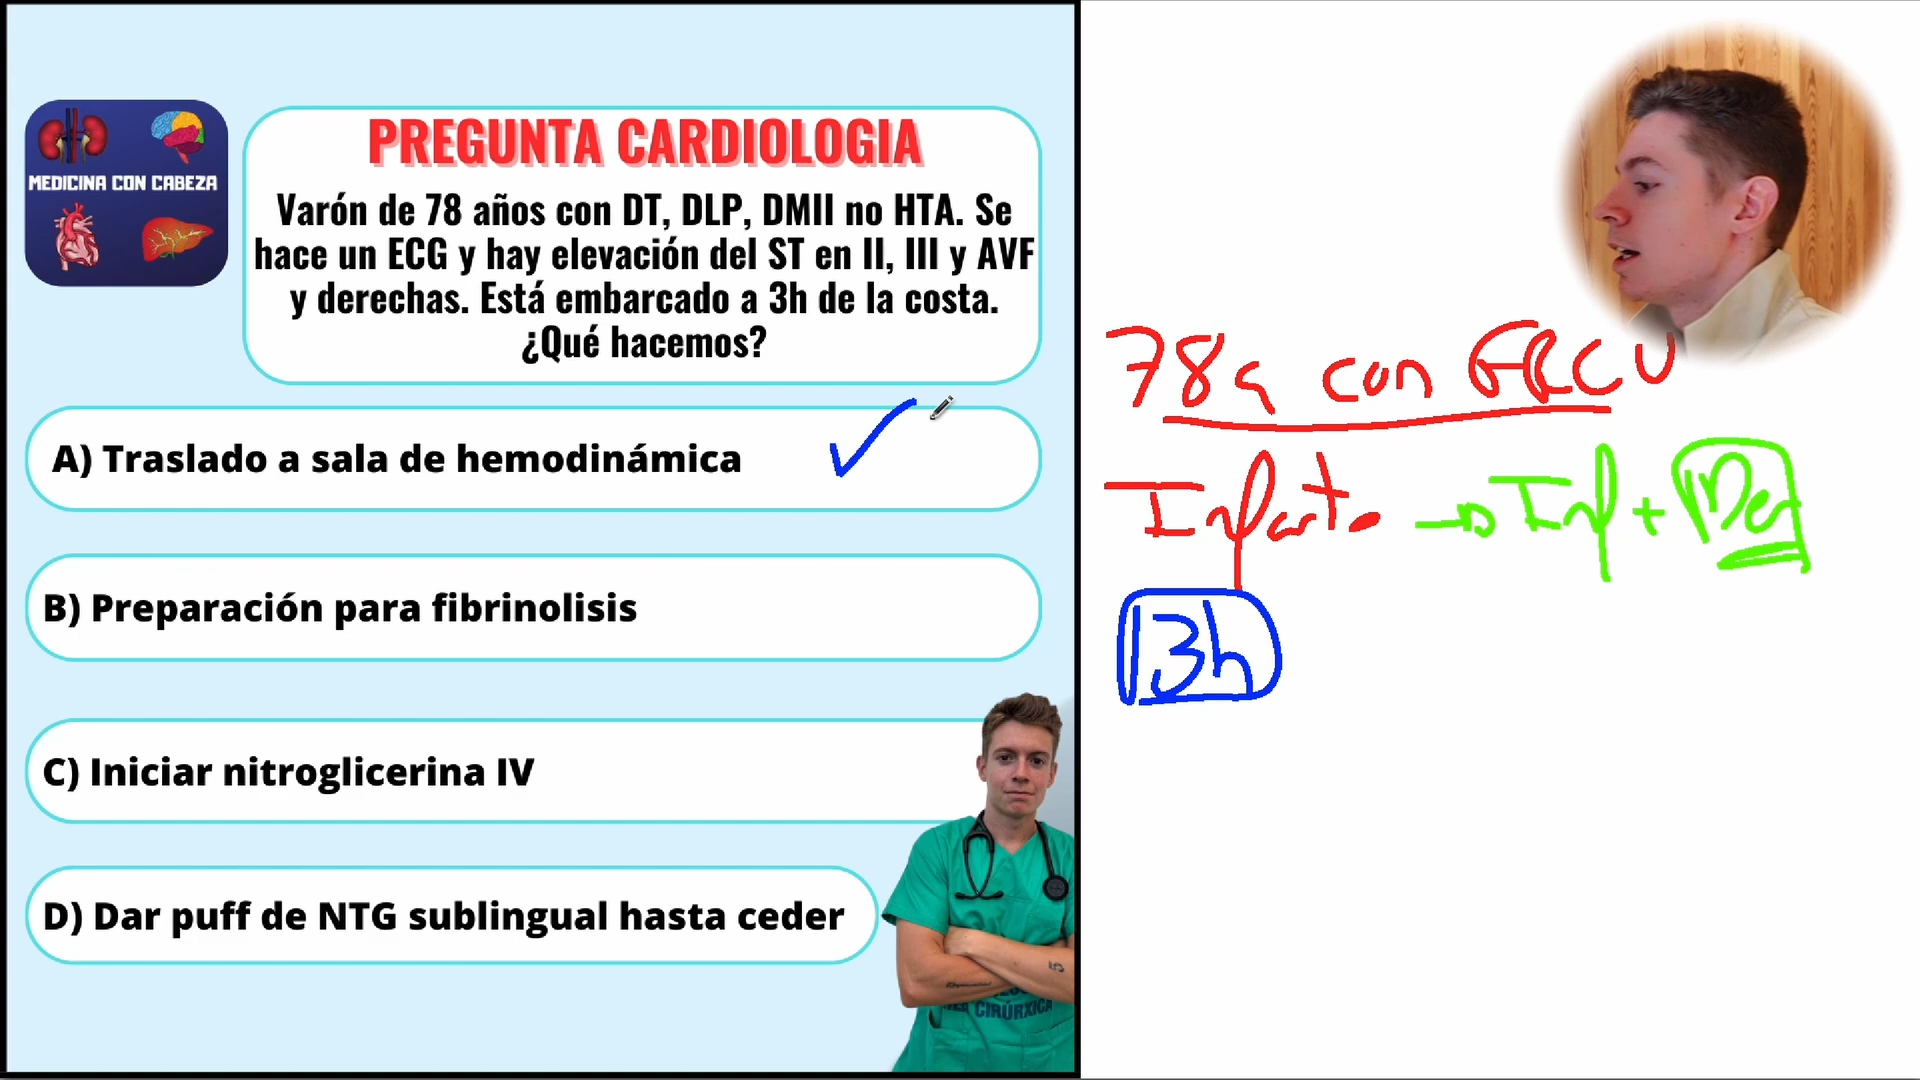 MEDICINA CON CABEZA
PREGUNTA CARDIOLOGIA
Varón de 78 años con DT, DLP, DMII no HTA. Se
hace un ECG y hay elevación del ST en II, III y AVF
y derechas. Está embarcado a 3h de la costa.
¿Qué hacemos?
A) Traslado a sala de hemodinámica
B) Preparación para fibrinolisis
C) Iniciar nitroglicerina IV
D) Dar puff de NTG sublingual hasta ceder
CIRÚRXICA
78a con FRCV
Infarto → Inf + Der
3h